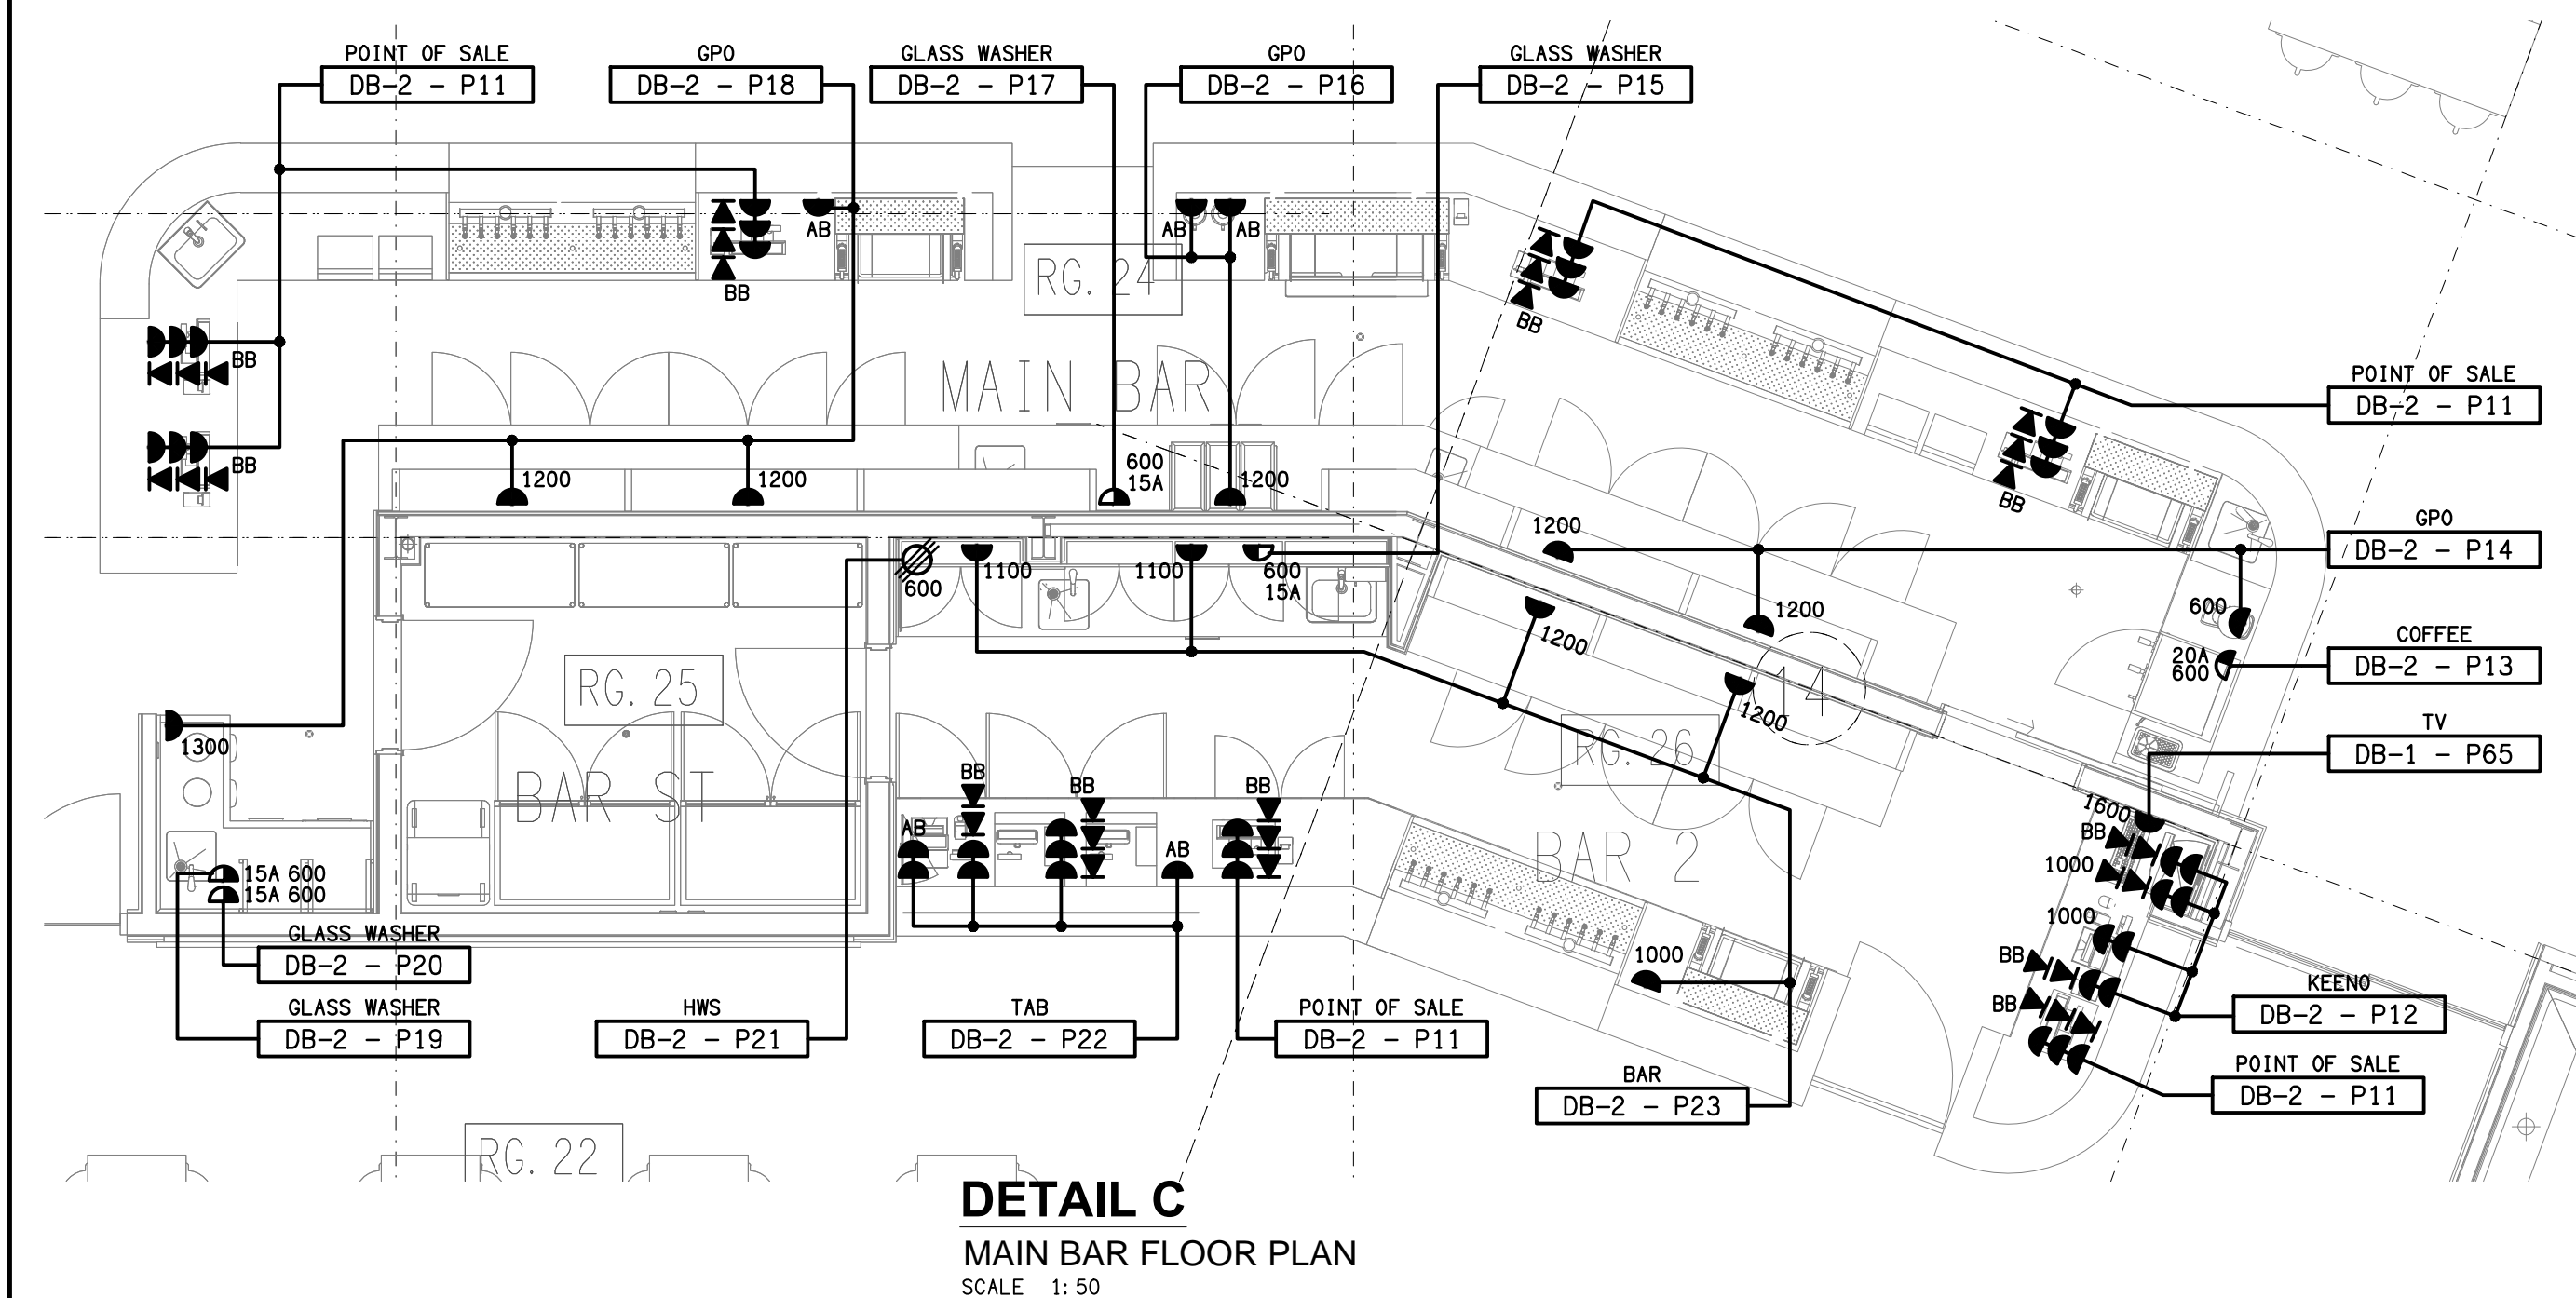 POINT OF SALE
DB-2 - P11
GPO
DB-2 - P18
GLASS WASHER
DB-2 - P17
GPO
DB-2 - P16
GLASS WASHER
DB-2 - P15
AB
BB
AB
AB
RG. 24
BB
BB
BB
MAIN BAR
POINT OF SALE
DB-2 - P11
BB
1200
1200
600
15A
1200
GPO
DB-2 - P14
1200
600
1100
1100
600
15A
1200
1200
600
COFFEE
DB-2 - P13
20A
600
RG. 25
1200
14
TV
DB-1 - P65
1300
RG. 26
BAR ST
BB
BB
BB
AB
AB
BAR 2
1600
BB
1000
1000
BB
BB
15A 600
15A 600
GLASS WASHER
DB-2 - P20
GLASS WASHER
DB-2 - P19
HWS
DB-2 - P21
TAB
DB-2 - P22
POINT OF SALE
DB-2 - P11
1000
KEENO
DB-2 - P12
BAR
DB-2 - P23
POINT OF SALE
DB-2 - P11
RG. 22
DETAIL C
MAIN BAR FLOOR PLAN
SCALE 1:50